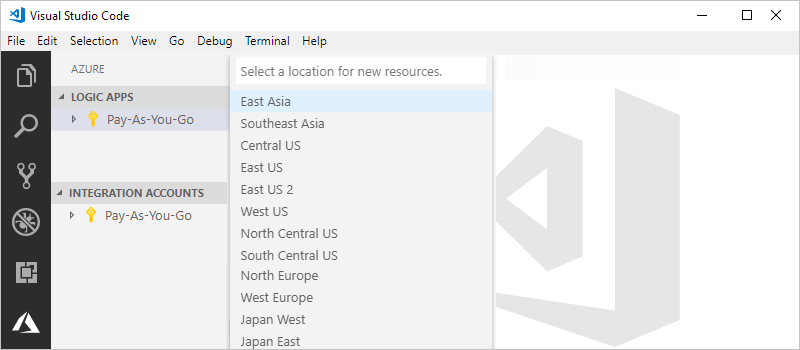 Visual Studio Code
File Edit Selection View Go Debug Terminal Help
AZURE
LOGIC APPS
Pay-As-You-Go
INTEGRATION ACCOUNTS
Pay-As-You-Go
Select a location for new resources.
East Asia
Southeast Asia
Central US
East US
East US 2
West US
North Central US
South Central US
North Europe
West Europe
Japan West
Japan East